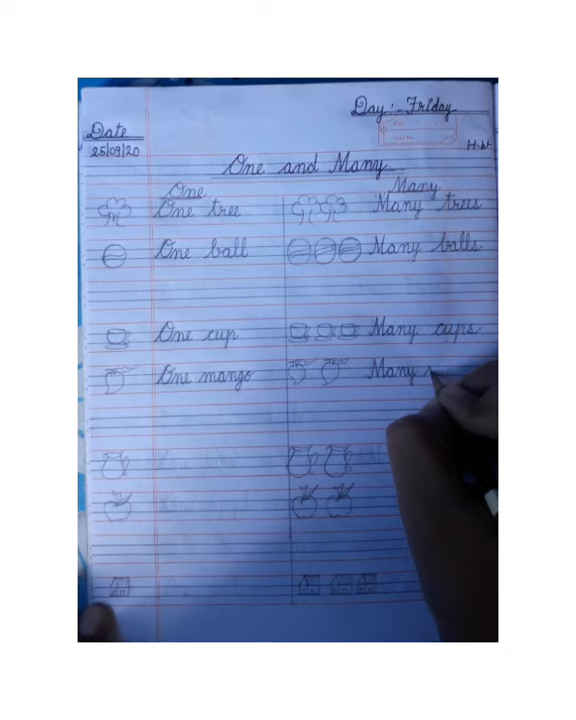 Day :- Friday
Date
25/09/20
H.W
One and Many
One Many
One tree Many trees
One ball Many balls
One cup Many cups
One mango Many